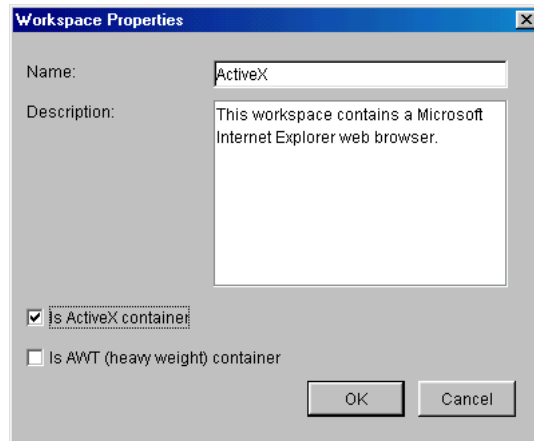 Workspace Properties
Name:
ActiveX
Description:
This workspace contains a Microsoft
Internet Explorer web browser.
Is ActiveX container
Is AWT (heavy weight) container
OK
Cancel